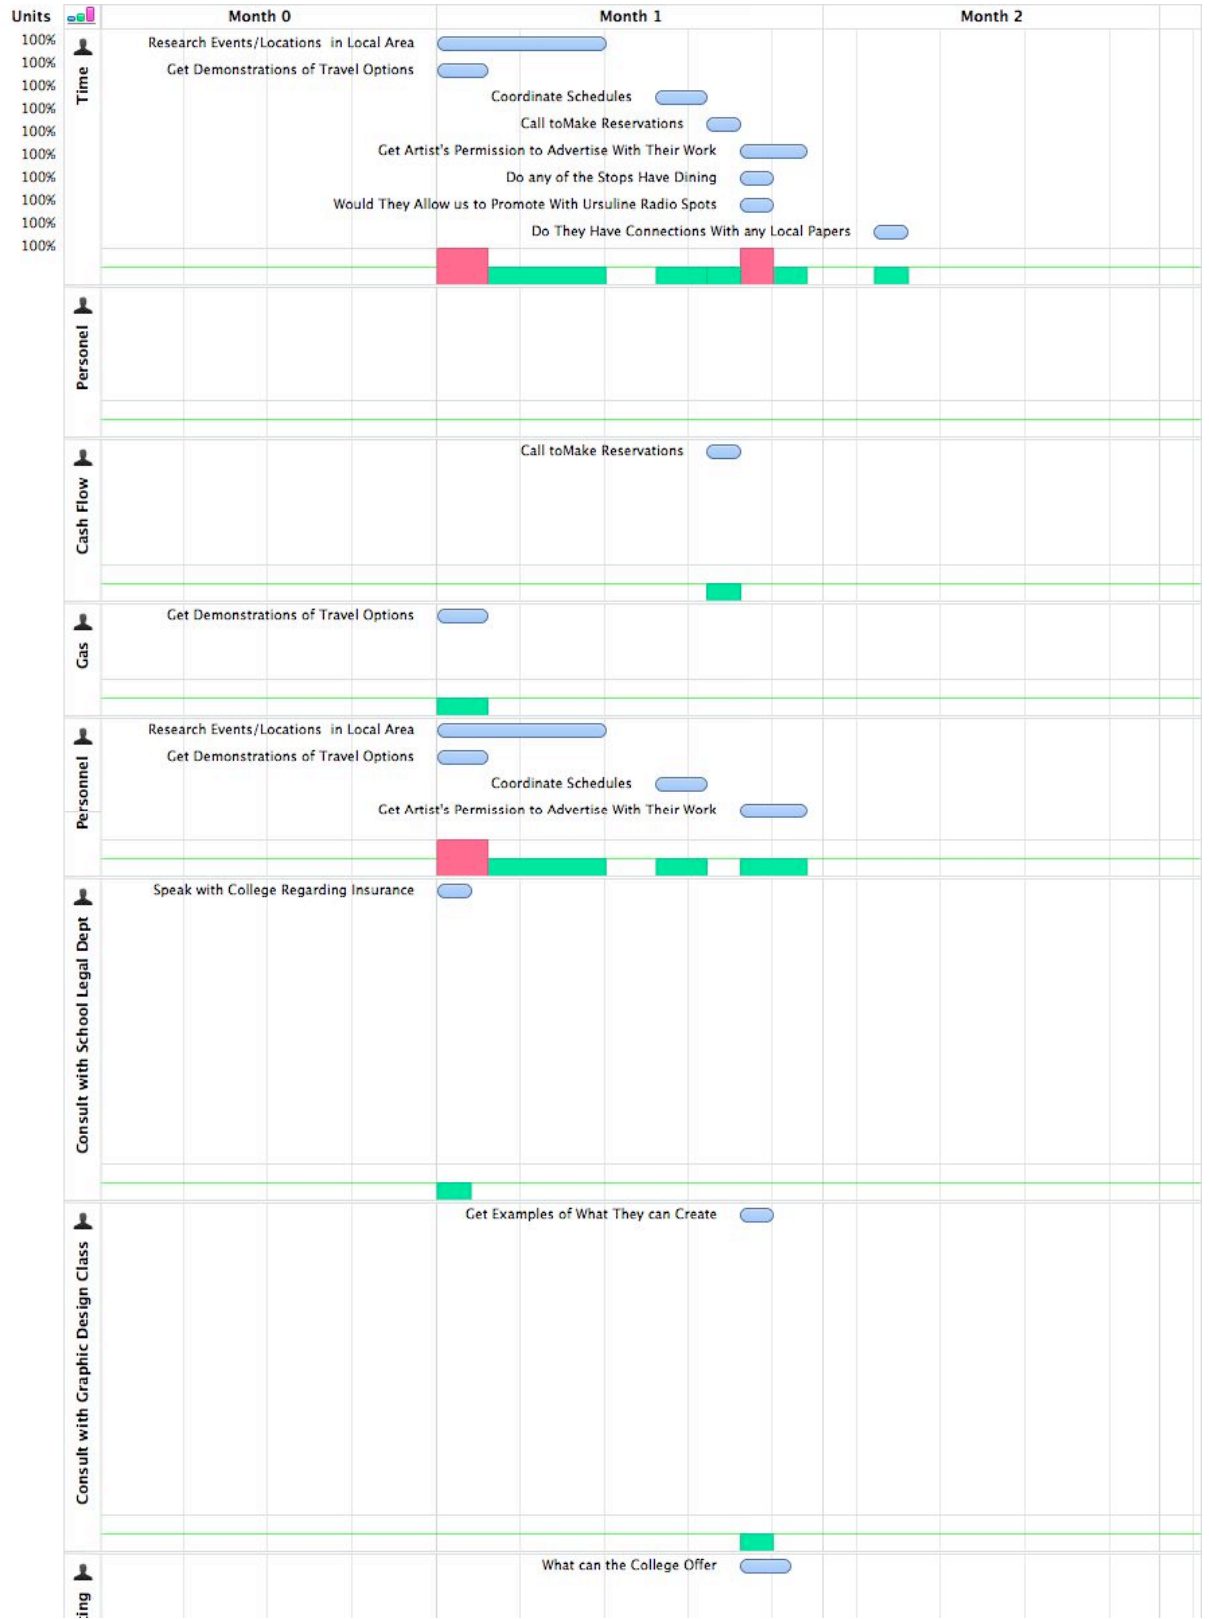 Units Month 0 Month 1 Month 2
100%
100%
100%
100%
100%
100%
100%
100%
100%
100%
Time
Research Events/Locations in Local Area
Get Demonstrations of Travel Options
Coordinate Schedules
Call toMake Reservations
Get Artist's Permission to Advertise With Their Work
Do any of the Stops Have Dining
Would They Allow us to Promote With Ursuline Radio Spots
Do They Have Connections With any Local Papers
Personel
Cash Flow
Call toMake Reservations
Gas
Get Demonstrations of Travel Options
Personnel
Research Events/Locations in Local Area
Get Demonstrations of Travel Options
Coordinate Schedules
Get Artist's Permission to Advertise With Their Work
Consult with School Legal Dept
Speak with College Regarding Insurance
Consult with Graphic Design Class
Get Examples of What They can Create
What can the College Offer